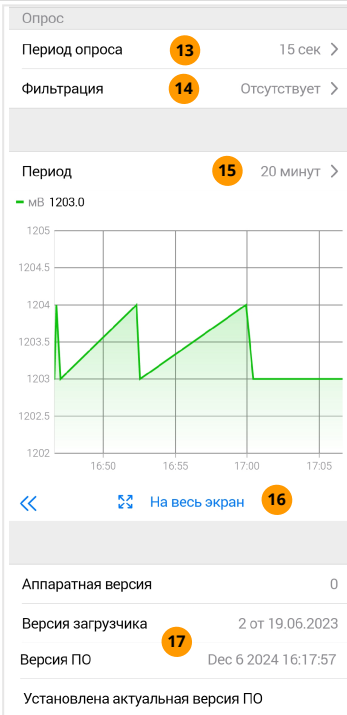 Опрос
Период опроса 13 15 сек
Фильтрация 14 Отсутствует
Период 15 20 минут
мВ 1203.0
1205
1204.5
1204
1203.5
1203
1202.5
1202
16:50 16:55 17:00 17:05
На весь экран 16
Аппаратная версия 0
Версия загрузчика 2 от 19.06.2023
17
Версия ПО Dec 6 2024 16:17:57
Установлена актуальная версия ПО